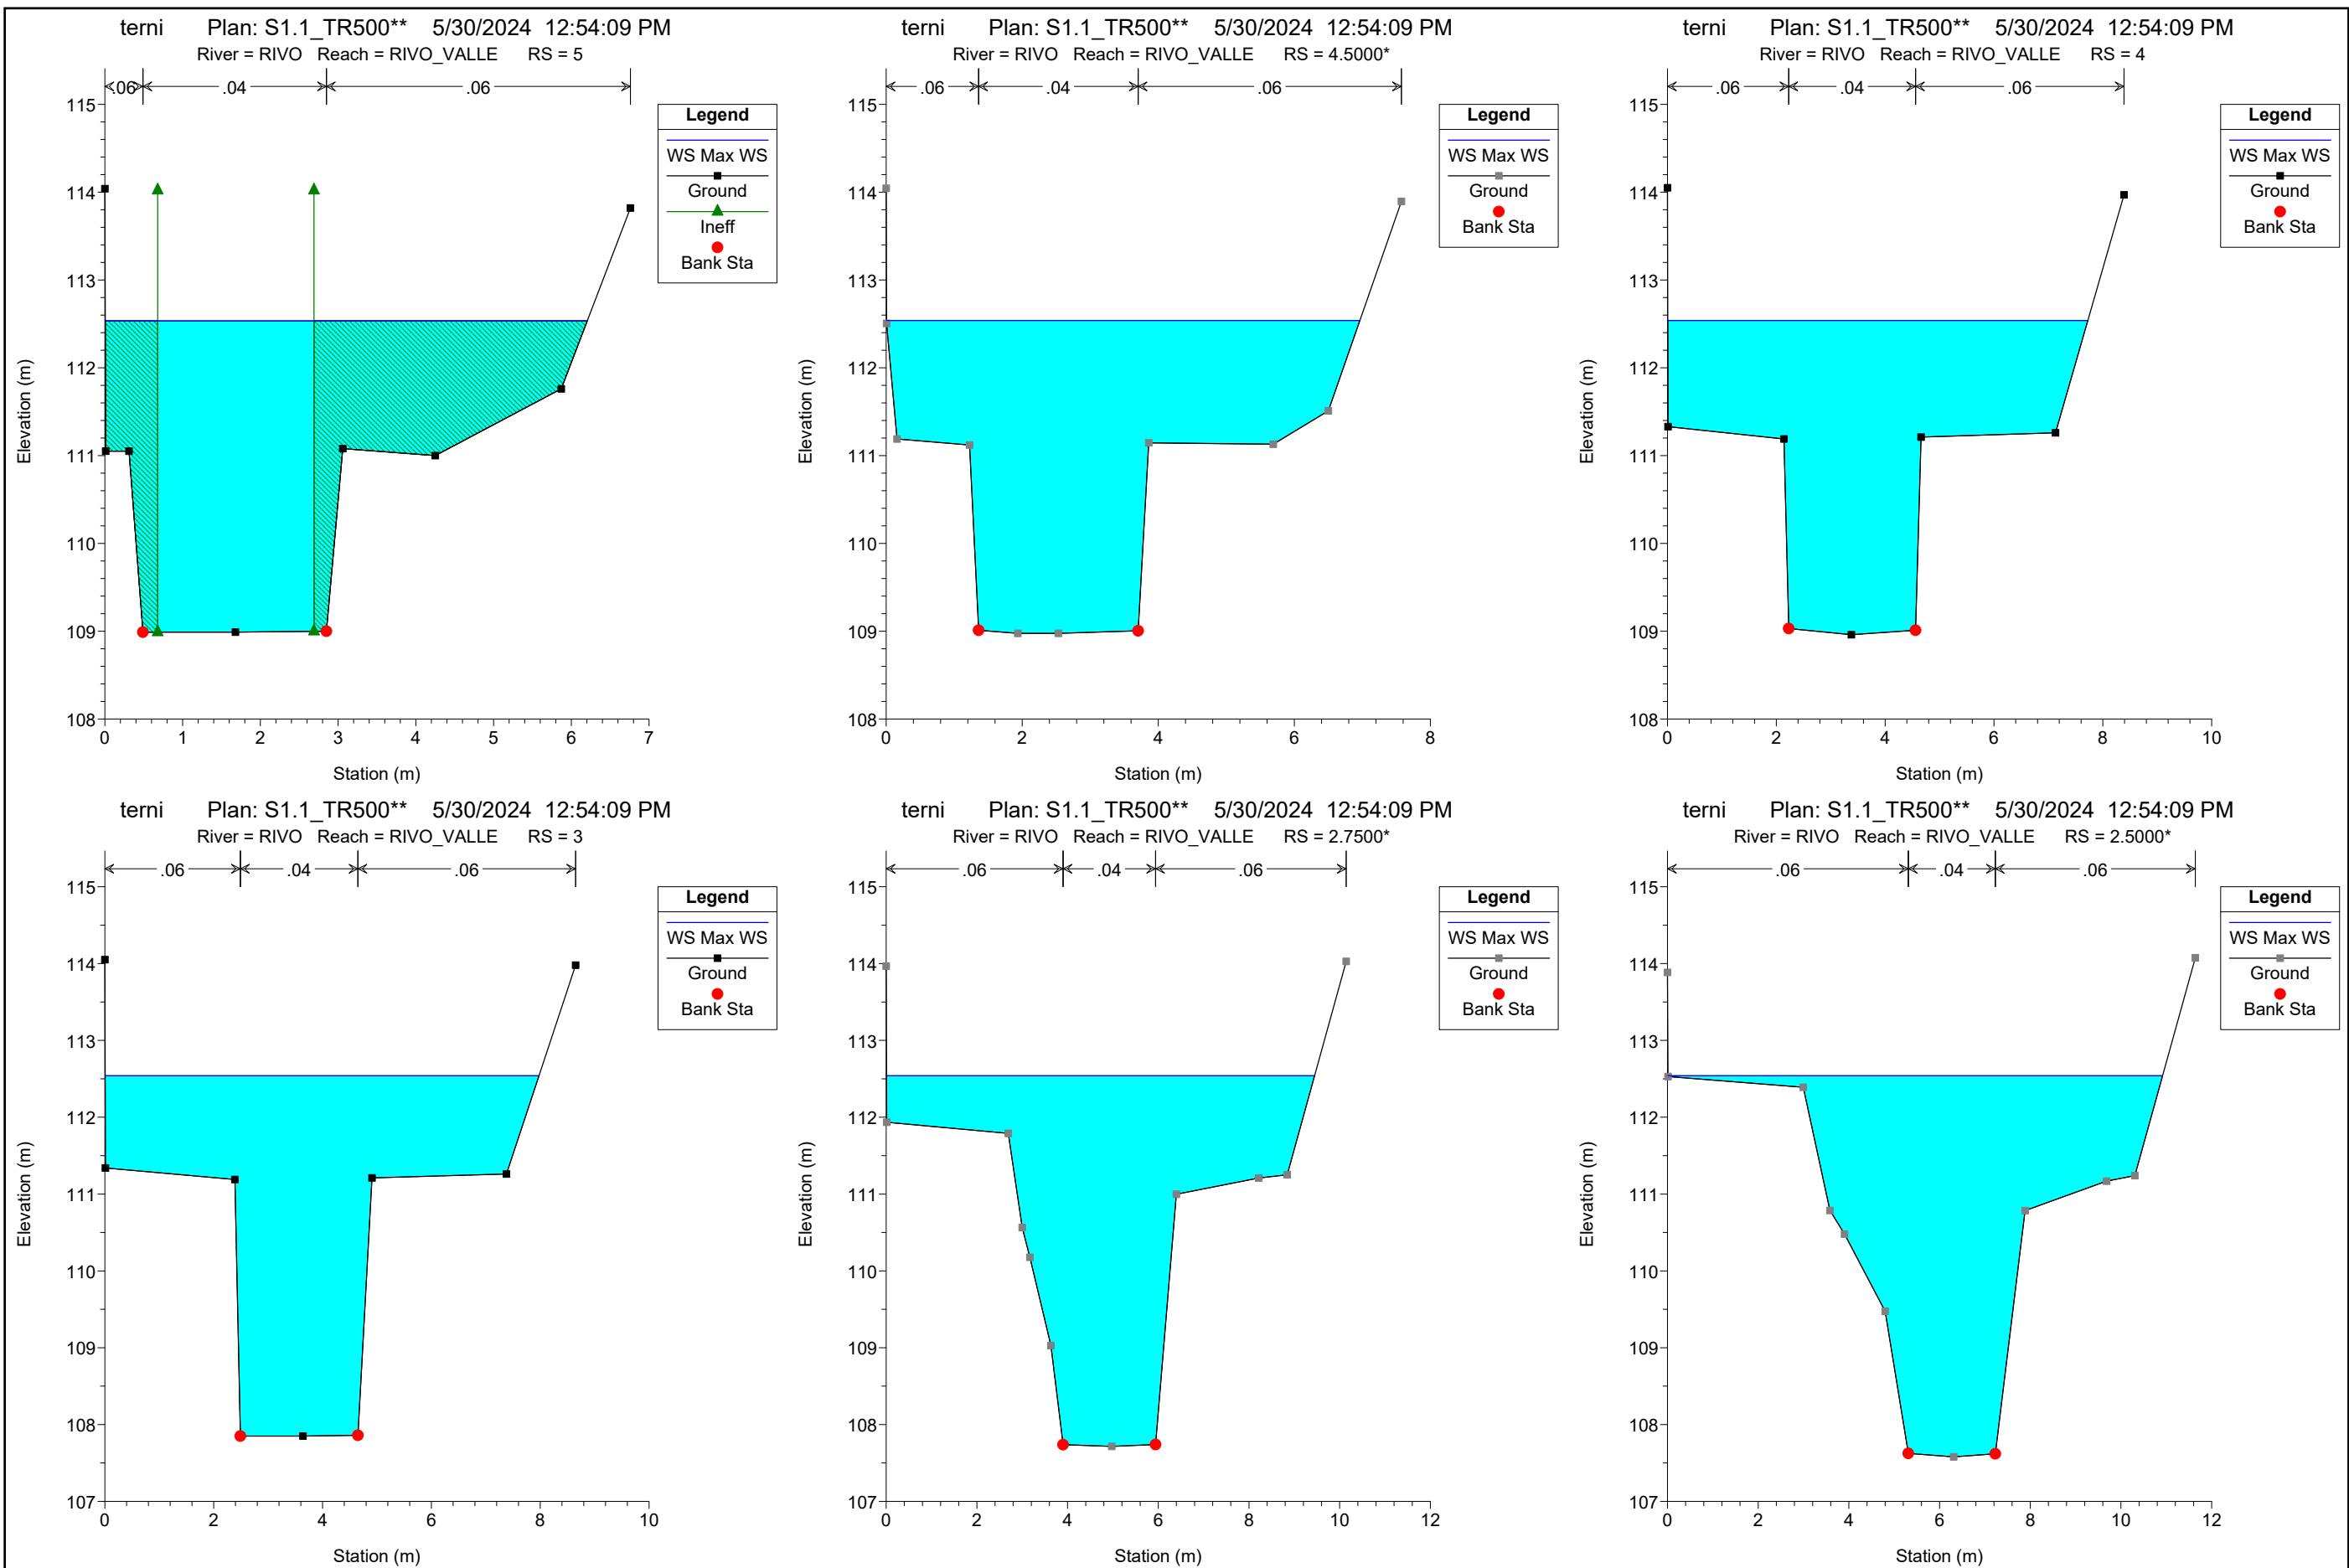 terni Plan: S1.1_TR500** 5/30/2024 12:54:09 PM
River = RIVO Reach = RIVO_VALLE RS = 5
.06 .04 .06
115
114
113
112
111
110
109
108
0 1 2 3 4 5 6 7
Elevation (m)
Station (m)
Legend
WS Max WS
Ground
Ineff
Bank Sta
terni Plan: S1.1_TR500** 5/30/2024 12:54:09 PM
River = RIVO Reach = RIVO_VALLE RS = 4.5000*
.06 .04 .06
115
114
113
112
111
110
109
108
0 2 4 6 8
Elevation (m)
Station (m)
Legend
WS Max WS
Ground
Bank Sta
terni Plan: S1.1_TR500** 5/30/2024 12:54:09 PM
River = RIVO Reach = RIVO_VALLE RS = 4
.06 .04 .06
115
114
113
112
111
110
109
108
0 2 4 6 8 10
Elevation (m)
Station (m)
Legend
WS Max WS
Ground
Bank Sta
terni Plan: S1.1_TR500** 5/30/2024 12:54:09 PM
River = RIVO Reach = RIVO_VALLE RS = 3
.06 .04 .06
115
114
113
112
111
110
109
108
107
0 2 4 6 8 10
Elevation (m)
Station (m)
Legend
WS Max WS
Ground
Bank Sta
terni Plan: S1.1_TR500** 5/30/2024 12:54:09 PM
River = RIVO Reach = RIVO_VALLE RS = 2.7500*
.06 .04 .06
115
114
113
112
111
110
109
108
107
0 2 4 6 8 10 12
Elevation (m)
Station (m)
Legend
WS Max WS
Ground
Bank Sta
terni Plan: S1.1_TR500** 5/30/2024 12:54:09 PM
River = RIVO Reach = RIVO_VALLE RS = 2.5000*
.06 .04 .06
115
114
113
112
111
110
109
108
107
0 2 4 6 8 10 12
Elevation (m)
Station (m)
Legend
WS Max WS
Ground
Bank Sta